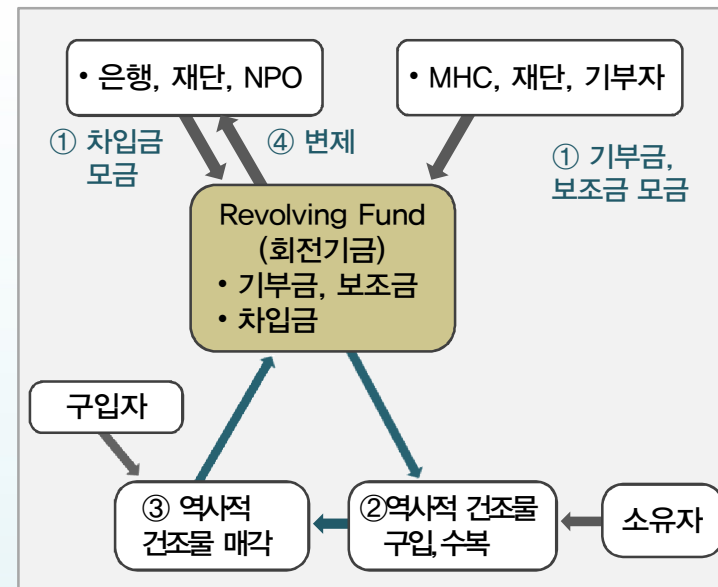 • 은행, 재단, NPO
• MHC, 재단, 기부자
① 차입금
모금
④ 변제
① 기부금,
보조금 모금
Revolving Fund
(회전기금)
• 기부금, 보조금
• 차입금
구입자
③ 역사적
건조물 매각
②역사적 건조물
구입, 수복
소유자